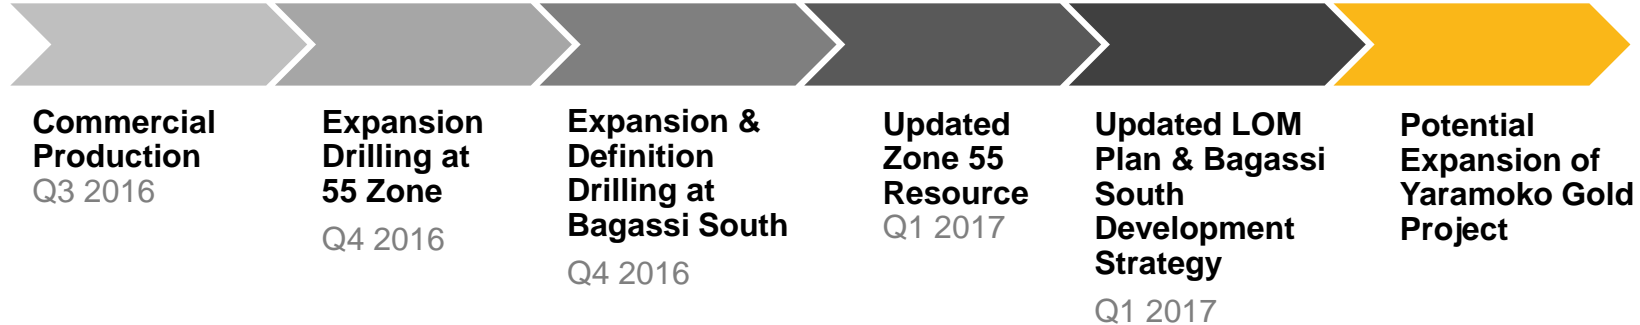 Commercial
Production
Q3 2016
Expansion
Drilling at
55 Zone
Q4 2016
Expansion &
Definition
Drilling at
Bagassi South
Q4 2016
Updated
Zone 55
Resource
Q1 2017
Updated LOM
Plan & Bagassi
South
Development
Strategy
Q1 2017
Potential
Expansion of
Yaramoko Gold
Project